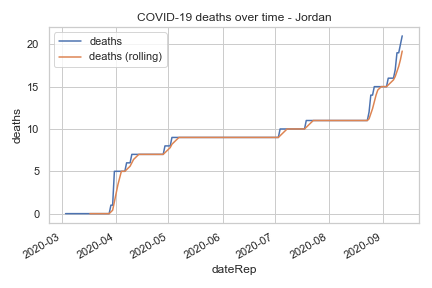 COVID-19 deaths over time - Jordan
deaths
deaths (rolling)
deaths
20
15
10
5
0
2020-03
2020-04
2020-05
2020-06
2020-07
2020-08
2020-09
dateRep